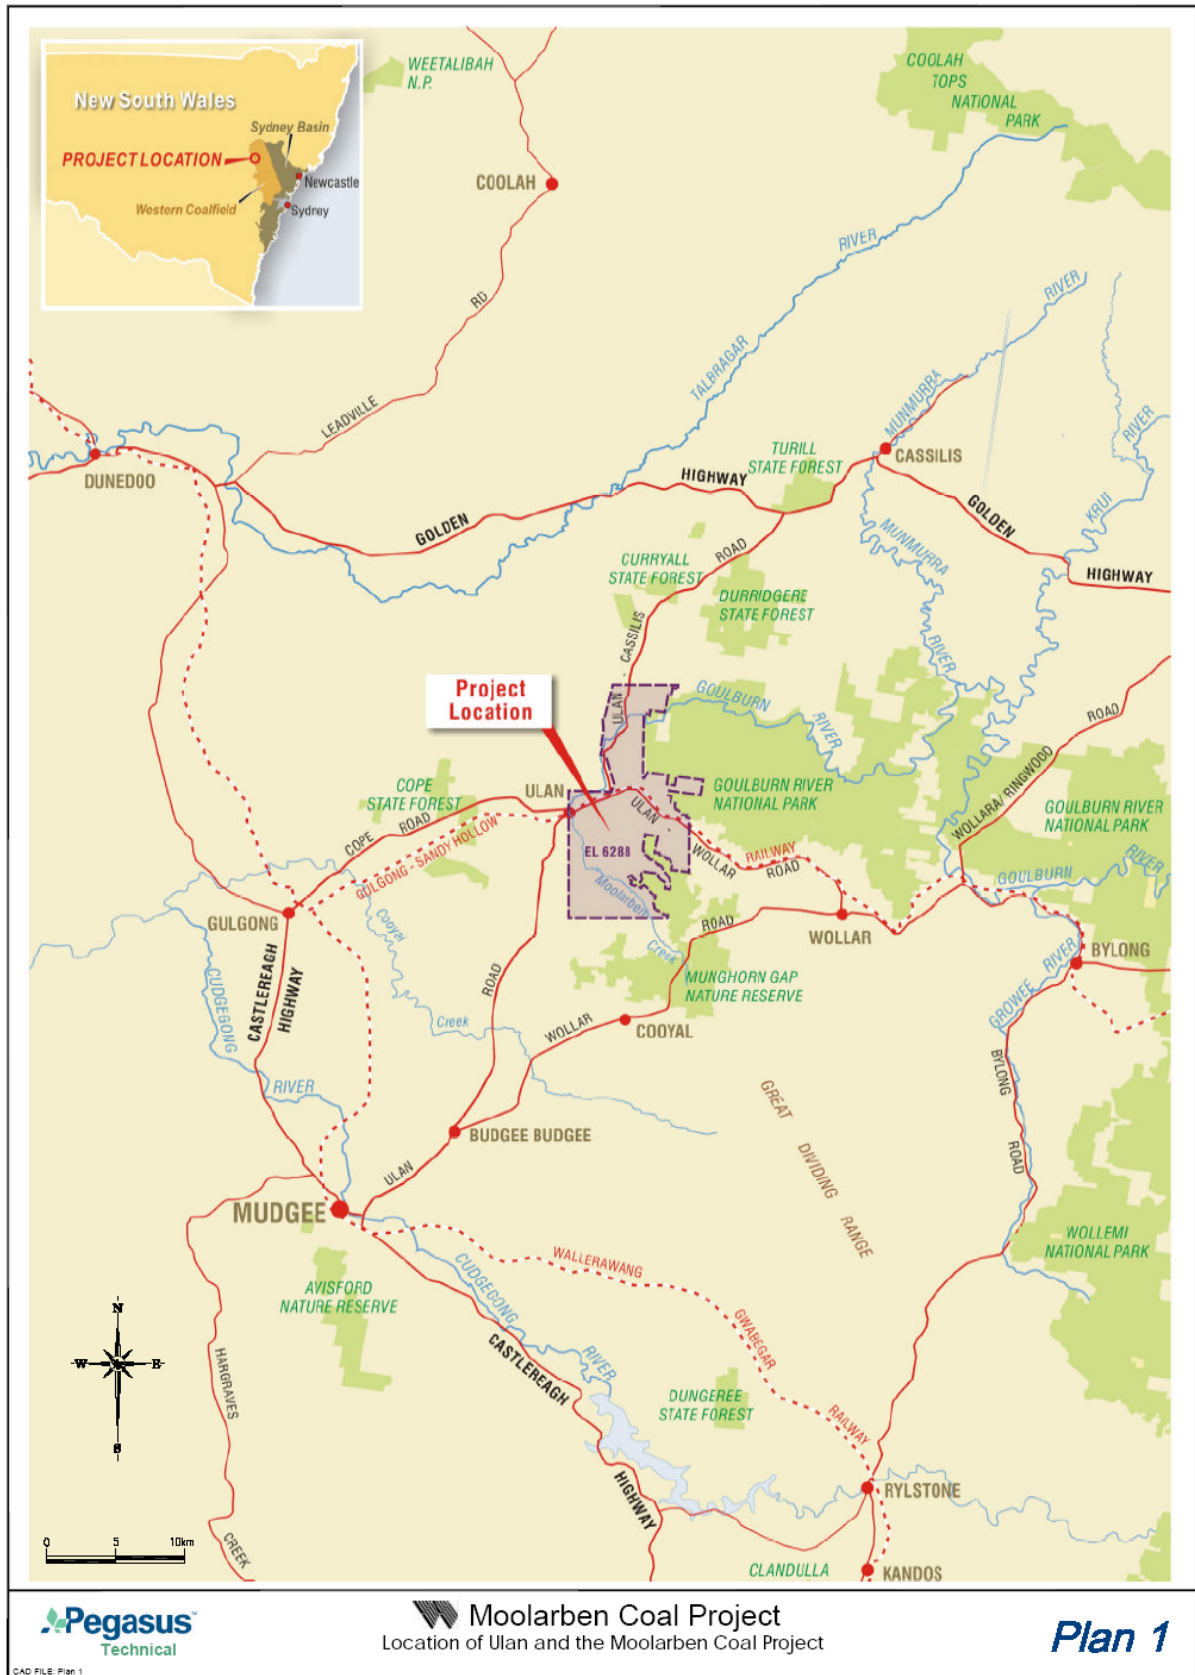 New South Wales
Sydney Basin
PROJECT LOCATION
Newcastle
Western Coalfield
Sydney
WEETALIBAH
N.P.
COOLAH
TOPS
NATIONAL
PARK
COOLAH
RIVER
RIVER
RD
TALBRAGAR
LEADVILLE
MUNMURRA
RIVER
DUNEDOO
TURILL
STATE FOREST
CASSILIS
HIGHWAY
GOLDEN
GOLDEN
KRUI
MUNMURRA
HIGHWAY
CURRYALL
STATE FOREST
ROAD
DURRIDGERE
STATE FOREST
CASSILIS
-
ULAN
RIVER
Project
Location
GOULBURN
RIVER
ROAD
WOLLARA/RINGWOOD
COPE
STATE FOREST
ULAN
GOULBURN RIVER
NATIONAL PARK
GOULBURN RIVER
NATIONAL PARK
COPE
ROAD
ULAN
WOLLAR
ROAD
RAILWAY
GULGONG - SANDY HOLLOW
EL 6288
Moolarben
Creek
GOULBURN
RIVER
GULGONG
Cooyal
Creek
ROAD
WOLLAR
BYLONG
RIVER
GROWEE
CUDGEGONG
RIVER
CASTLEREAGH
HIGHWAY
ROAD
MUNGHORN GAP
NATURE RESERVE
WOLLAR
COOYAL
GREAT
DIVIDING
RANGE
BYLONG
ROAD
BUDGEE BUDGEE
ULAN
MUDGEE
WOLLEMI
NATIONAL PARK
WALLERAWANG
GWABEGAR
RAILWAY
AVISFORD
NATURE RESERVE
CUDGEGONG
RIVER
CASTLEREAGH
HIGHWAY
N
W
E
S
HARGRAVES
CREEK
DUNGEREE
STATE FOREST
RYLSTONE
CLANDULLA
KANDOS
0 5 10km
Pegasus™
Technical
Moolarben Coal Project
Location of Ulan and the Moolarben Coal Project
Plan 1
CAD FILE: Plan 1